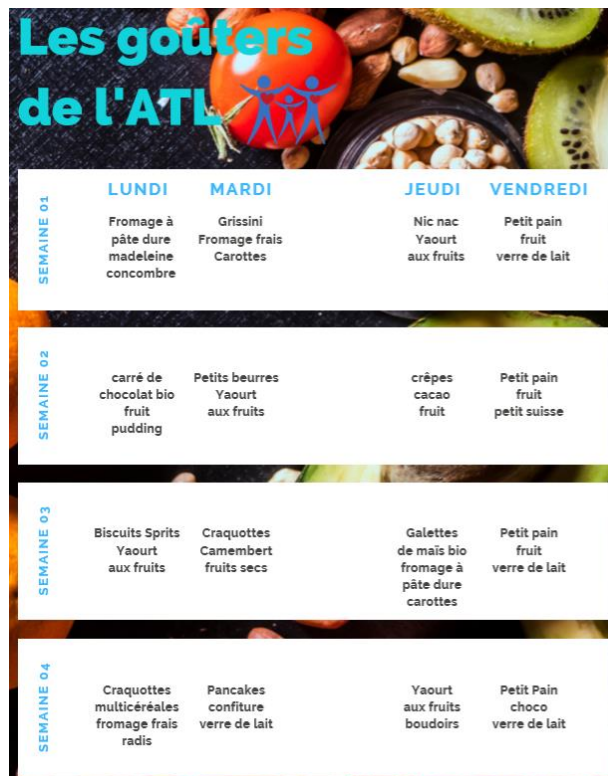 Les goûters
de l'ATL
LUNDI
MARDI
JEUDI
VENDREDI
SEMAINE 01
Fromage à
pâte dure
madeleine
concombre
Grissini
Fromage frais
Carottes
Nic nac
Yaourt
aux fruits
Petit pain
fruit
verre de lait
SEMAINE 02
carré de
chocolat bio
fruit
pudding
Petits beurres
Yaourt
aux fruits
crêpes
cacao
fruit
Petit pain
fruit
petit suisse
SEMAINE 03
Biscuits Sprits
Yaourt
aux fruits
Craquottes
Camembert
fruits secs
Galettes
de maïs bio
fromage à
pâte dure
carottes
Petit pain
fruit
verre de lait
SEMAINE 04
Craquottes
multicéréales
fromage frais
radis
Pancakes
confiture
verre de lait
Yaourt
aux fruits
boudoirs
Petit Pain
choco
verre de lait